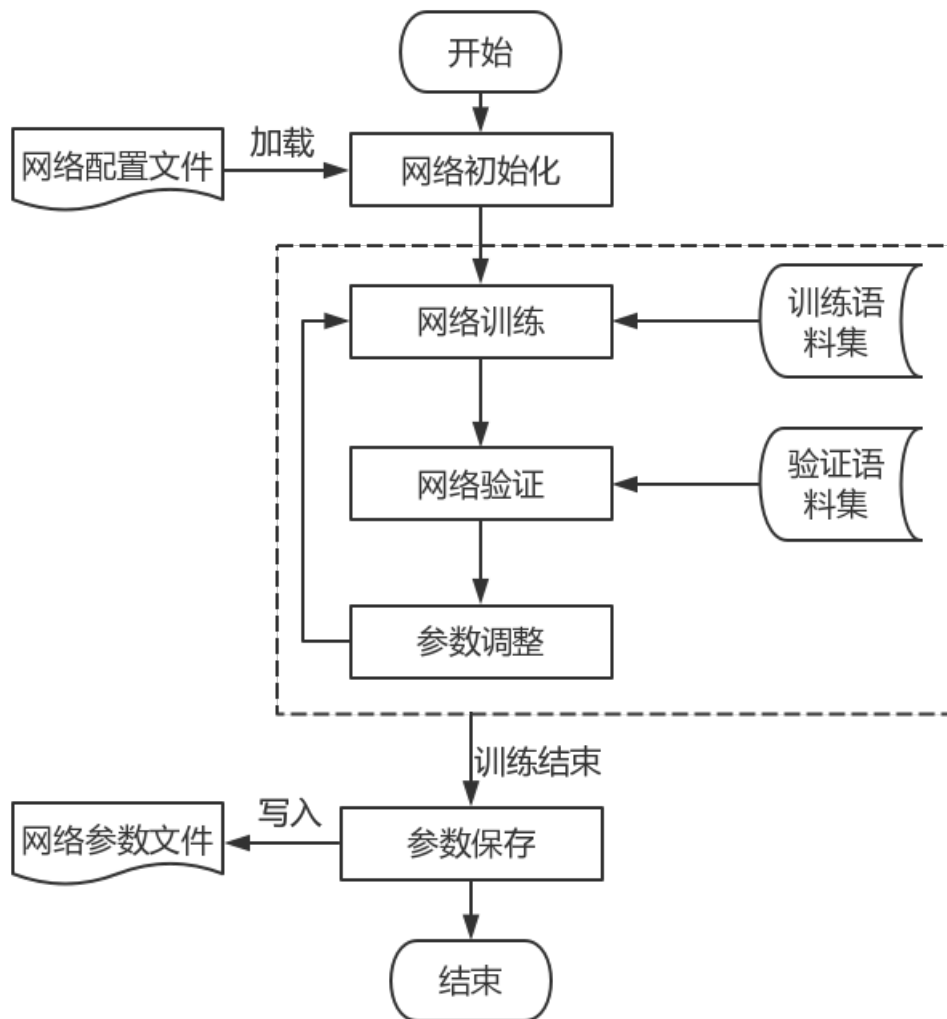 开始
加载
网络配置文件
网络初始化
网络训练
训练语
料集
网络验证
验证语
料集
参数调整
训练结束
写入
网络参数文件
参数保存
结束